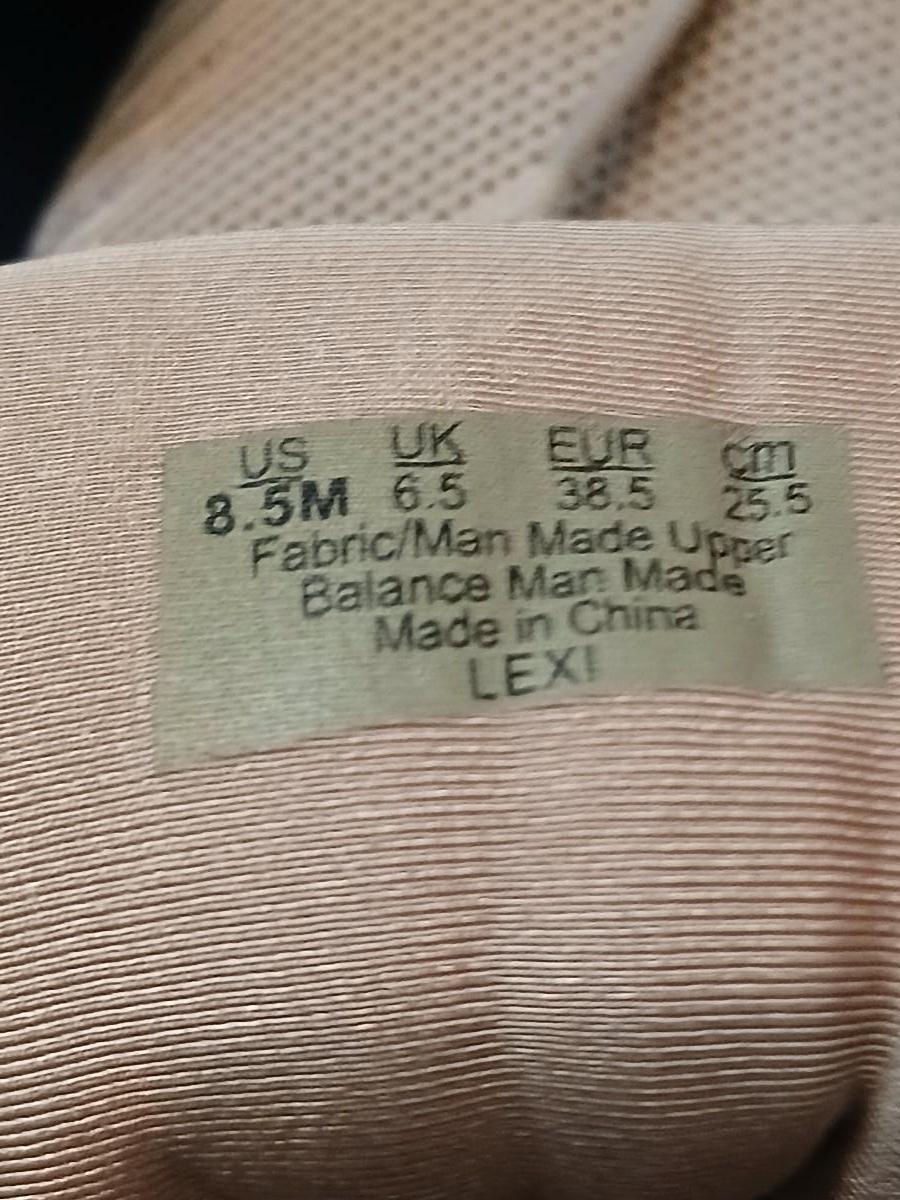 US UK EUR cm
8.5M 6.5 38.5 25.5
Fabric/Man Made Upper
Balance Man Made
Made in China
LEXI